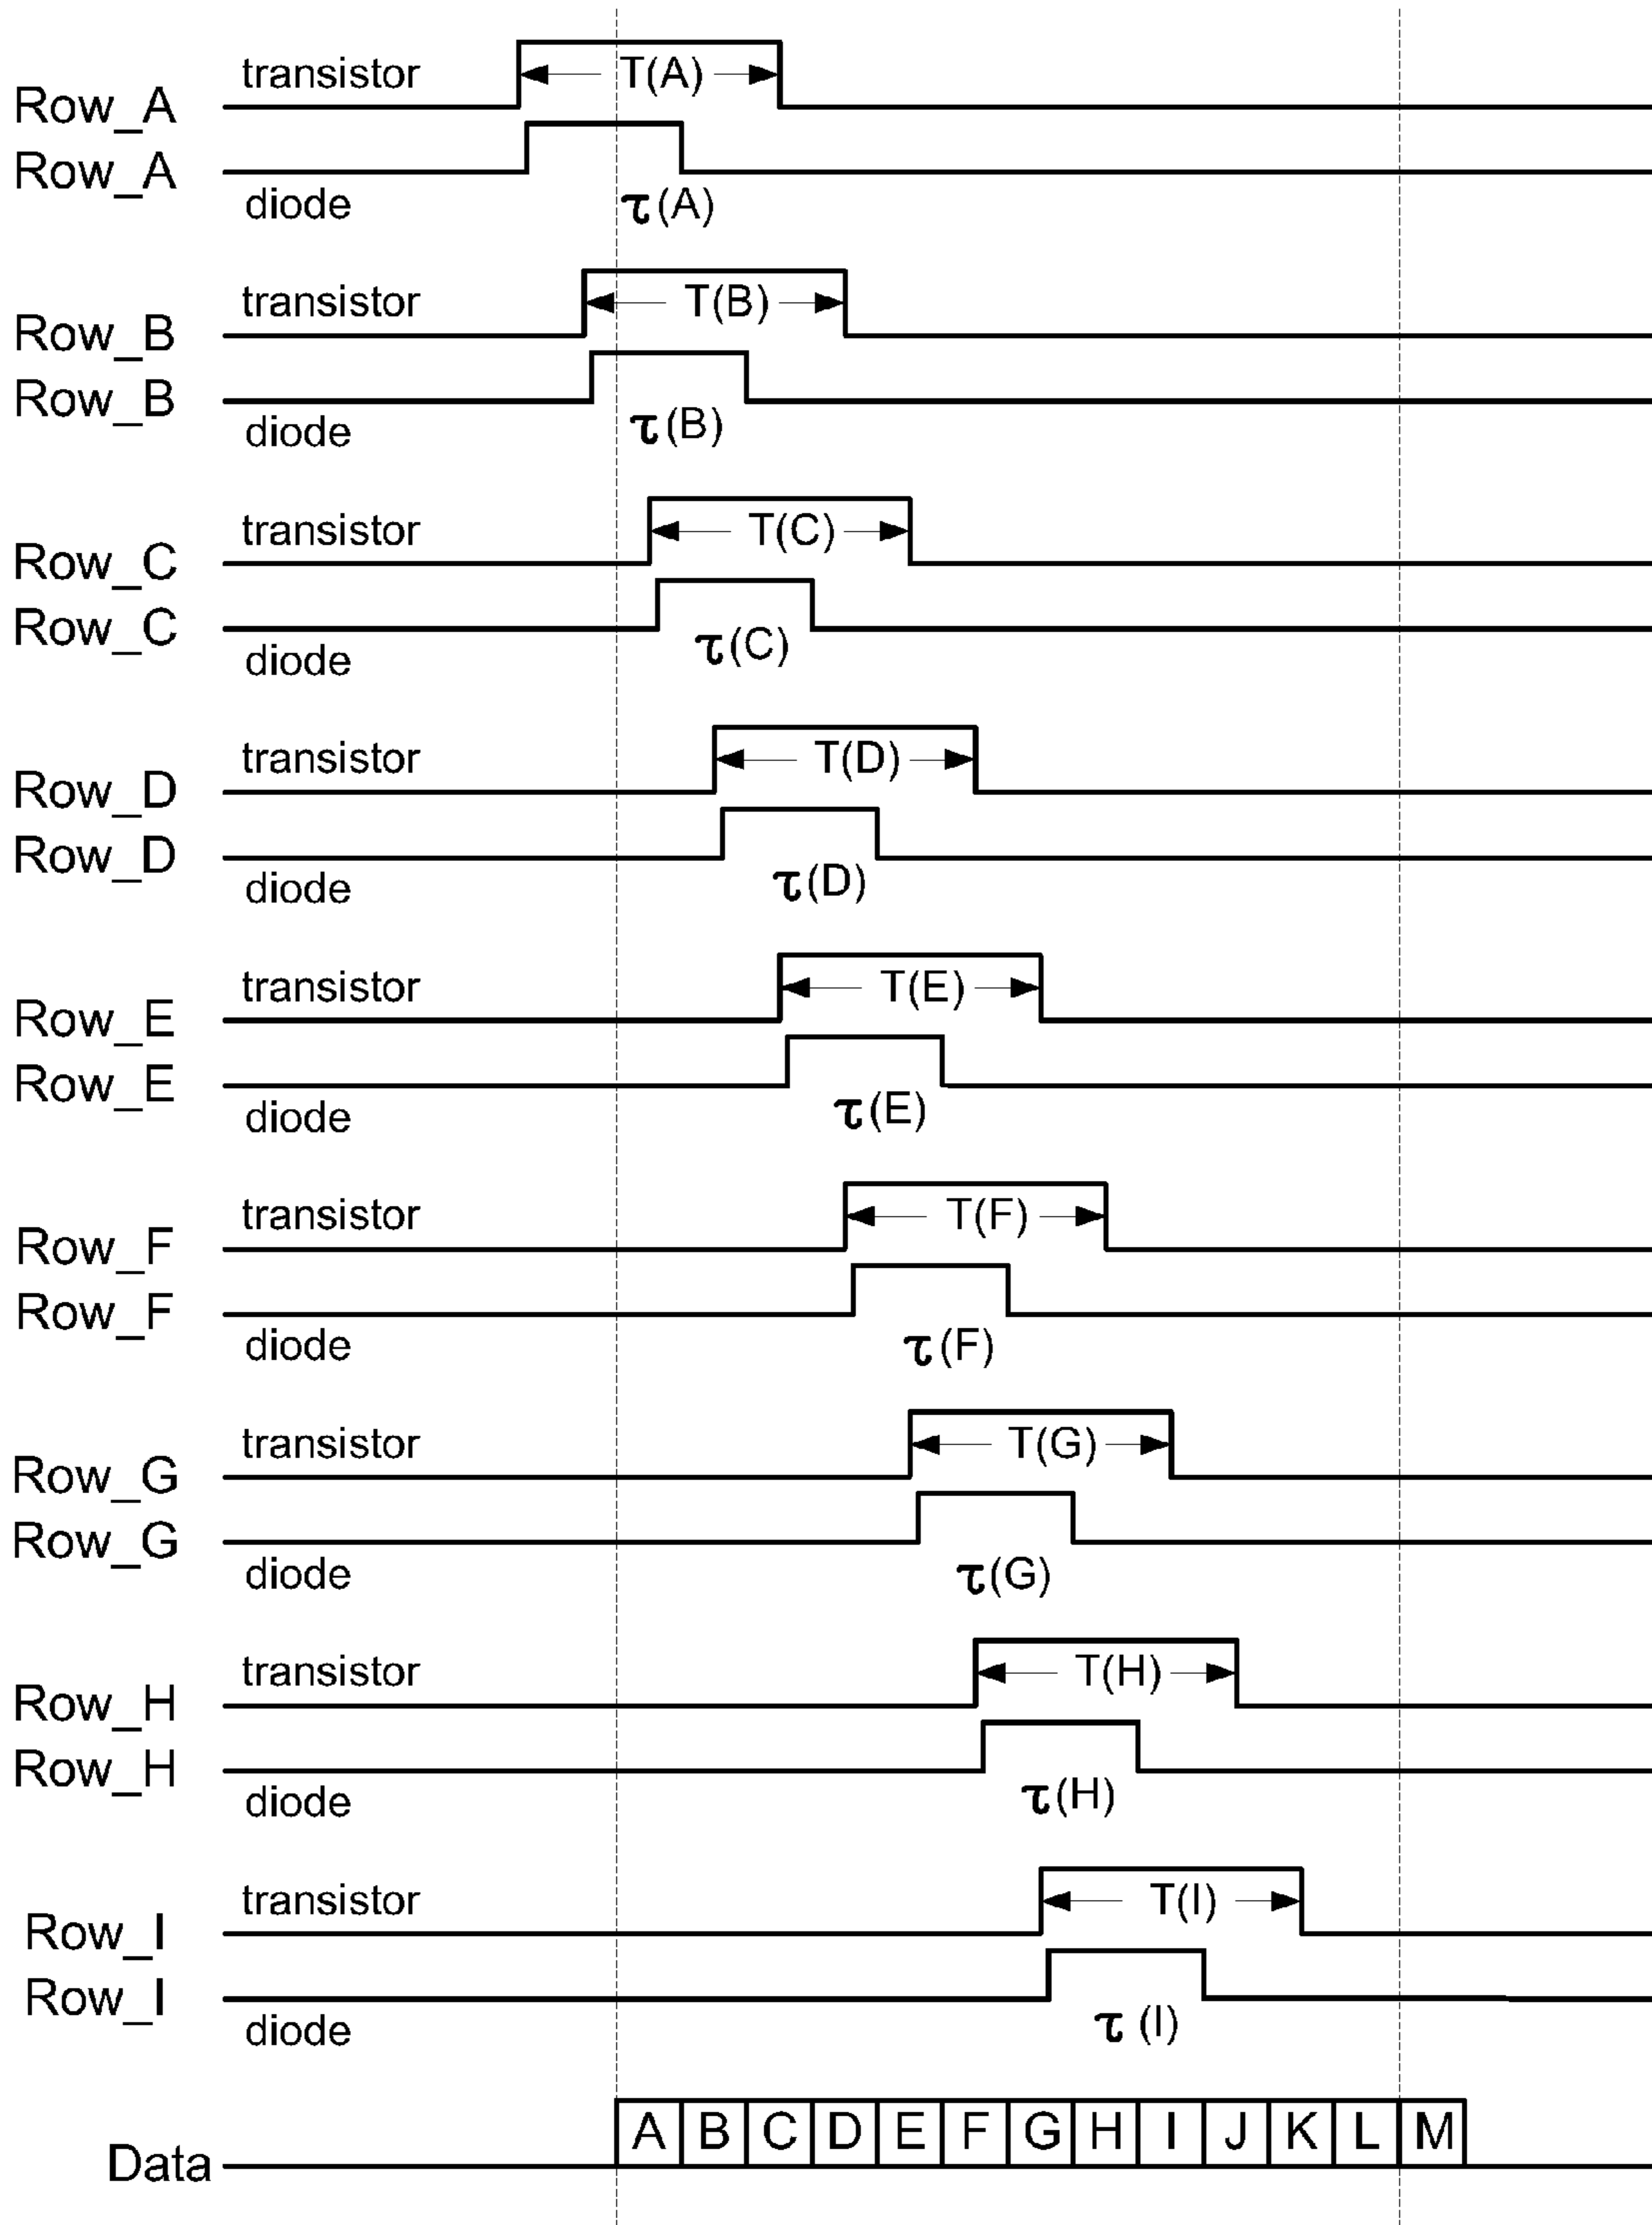 transistor
T(A)
Row_A
Row_A
diode
τ(A)
transistor
T(B)
Row_B
Row_B
diode
τ(B)
transistor
T(C)
Row_C
Row_C
diode
τ(C)
transistor
T(D)
Row_D
Row_D
diode
τ(D)
transistor
T(E)
Row_E
Row_E
diode
τ(E)
transistor
T(F)
Row_F
Row_F
diode
τ(F)
transistor
T(G)
Row_G
Row_G
diode
τ(G)
transistor
T(H)
Row_H
Row_H
diode
τ(H)
transistor
T(I)
Row_I
Row_I
diode
τ (I)
A B C D E F G H I J K L M
Data